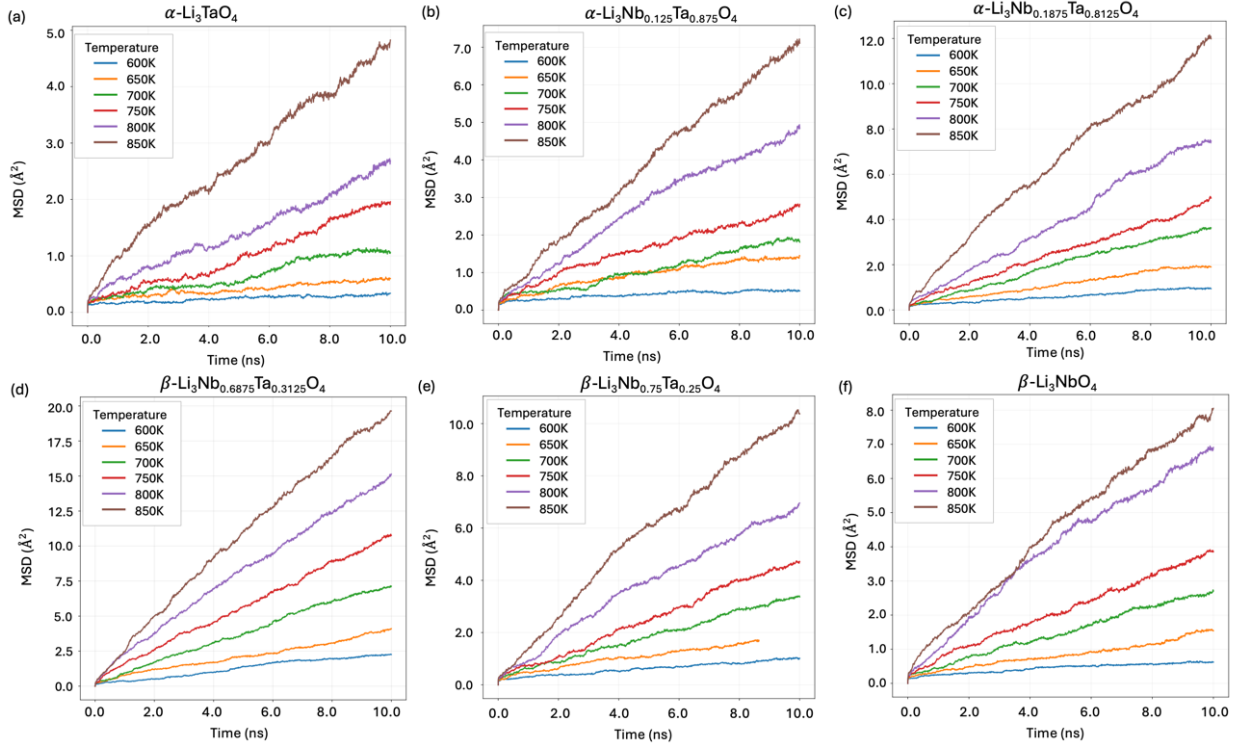 (a) α-Li₃TaO₄
MSD (Å²)
5.0
4.0
3.0
2.0
1.0
0.0
Temperature
600K
650K
700K
750K
800K
850K
0.0 2.0 4.0 6.0 8.0 10.0
Time (ns)
(b) α-Li₃Nb₀.₁₂₅Ta₀.₈₇₅O₄
MSD (Å²)
7.0
6.0
5.0
4.0
3.0
2.0
1.0
0.0
Temperature
600K
650K
700K
750K
800K
850K
0.0 2.0 4.0 6.0 8.0 10.0
Time (ns)
(c) α-Li₃Nb₀.₁₈₇₅Ta₀.₈₁₂₅O₄
MSD (Å²)
12.0
10.0
8.0
6.0
4.0
2.0
0.0
Temperature
600K
650K
700K
750K
800K
850K
0.0 2.0 4.0 6.0 8.0 10.0
Time (ns)
(d) β-Li₃Nb₀.₆₈₇₅Ta₀.₃₁₂₅O₄
MSD (Å²)
20.0
17.5
15.0
12.5
10.0
7.5
5.0
2.5
0.0
Temperature
600K
650K
700K
750K
800K
850K
0.0 2.0 4.0 6.0 8.0 10.0
Time (ns)
(e) β-Li₃Nb₀.₇₅Ta₀.₂₅O₄
MSD (Å²)
10.0
8.0
6.0
4.0
2.0
0.0
Temperature
600K
650K
700K
750K
800K
850K
0.0 2.0 4.0 6.0 8.0 10.0
Time (ns)
(f) β-Li₃NbO₄
MSD (Å²)
8.0
7.0
6.0
5.0
4.0
3.0
2.0
1.0
0.0
Temperature
600K
650K
700K
750K
800K
850K
0.0 2.0 4.0 6.0 8.0 10.0
Time (ns)